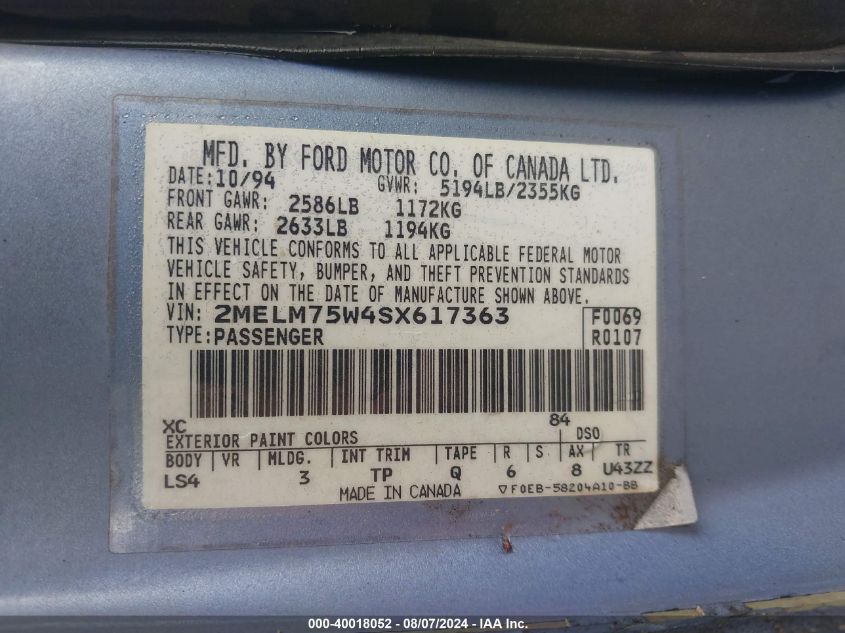 MFD. BY FORD MOTOR CO. OF CANADA LTD.
DATE: 10/94 GVWR: 5194LB/2355KG
FRONT GAWR: 2586LB 1172KG
REAR GAWR: 2633LB 1194KG
THIS VEHICLE CONFORMS TO ALL APPLICABLE FEDERAL MOTOR
VEHICLE SAFETY, BUMPER, AND THEFT PREVENTION STANDARDS
IN EFFECT ON THE DATE OF MANUFACTURE SHOWN ABOVE.
VIN: 2MELM75W4SX617363 F0069
TYPE: PASSENGER R0107
XC 84
EXTERIOR PAINT COLORS DSO
BODY VR MLDG. INT TRIM TAPE R S AX TR
LS4 3 TP Q 6 8 U43ZZ
MADE IN CANADA ▽F0EB-58204A10-BB
000-40018052 - 08/07/2024 - IAA Inc.